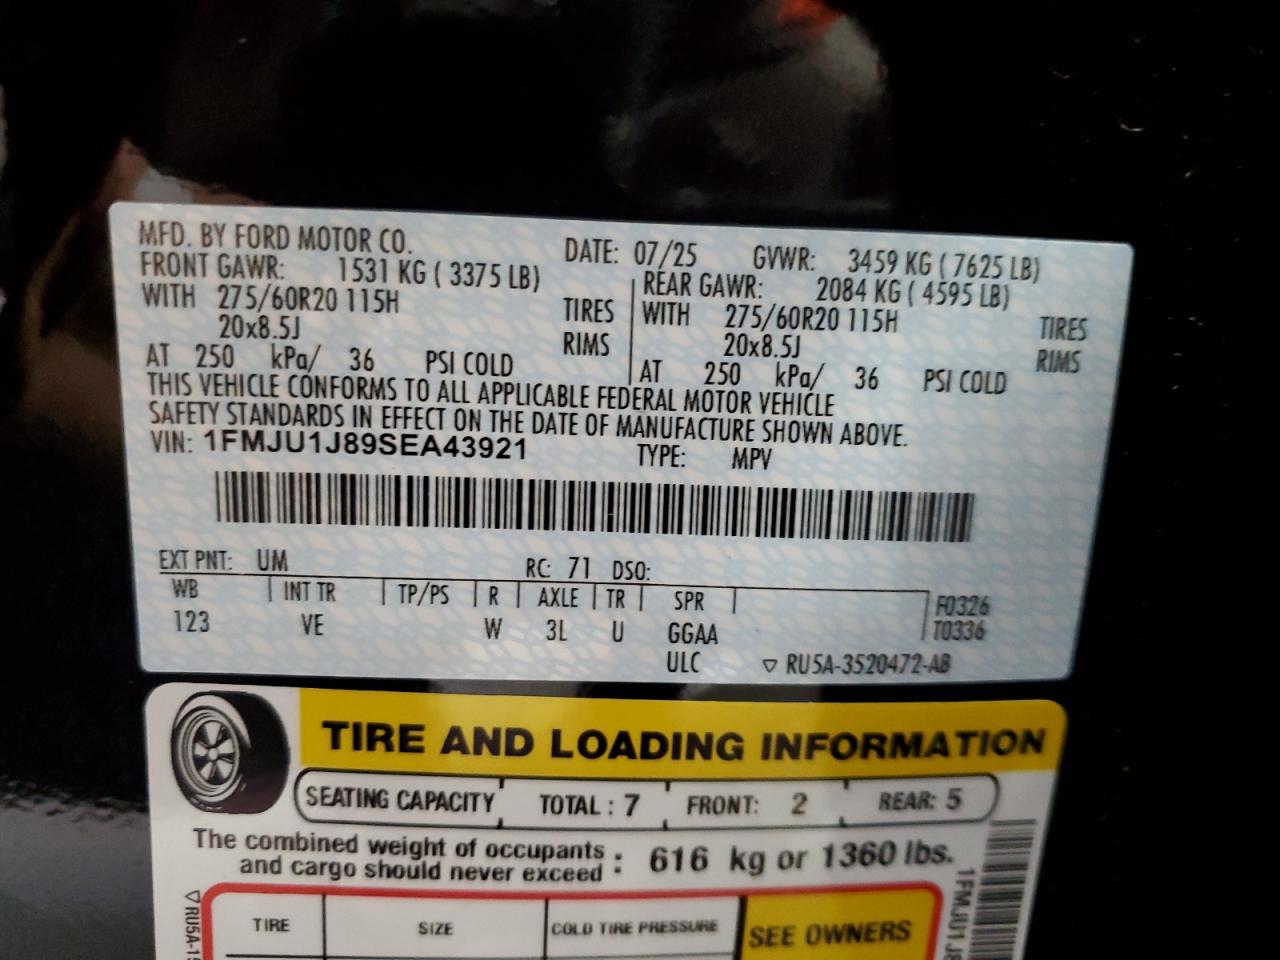 MFD. BY FORD MOTOR CO. DATE: 07/25 GVWR: 3459 KG ( 7625 LB)
FRONT GAWR: 1531 KG ( 3375 LB) REAR GAWR: 2084 KG ( 4595 LB)
WITH 275/60R20 115H TIRES WITH 275/60R20 115H TIRES
20x8.5J RIMS 20x8.5J RIMS
AT 250 kPa/ 36 PSI COLD AT 250 kPa/ 36 PSI COLD
THIS VEHICLE CONFORMS TO ALL APPLICABLE FEDERAL MOTOR VEHICLE
SAFETY STANDARDS IN EFFECT ON THE DATE OF MANUFACTURE SHOWN ABOVE.
VIN: 1FMJU1J89SEA43921 TYPE: MPV
EXT PNT: UM RC: 71 DSO:
WB INT TR TP/PS R AXLE TR SPR F0326
123 VE W 3L U GGAA T0336
ULC ▽ RU5A-3520472-AB
TIRE AND LOADING INFORMATION
SEATING CAPACITY TOTAL : 7 FRONT: 2 REAR: 5
The combined weight of occupants
and cargo should never exceed : 616 kg or 1360 lbs.
TIRE SIZE COLD TIRE PRESSURE SEE OWNERS
▽ RU5A-15
1FMJU1J8